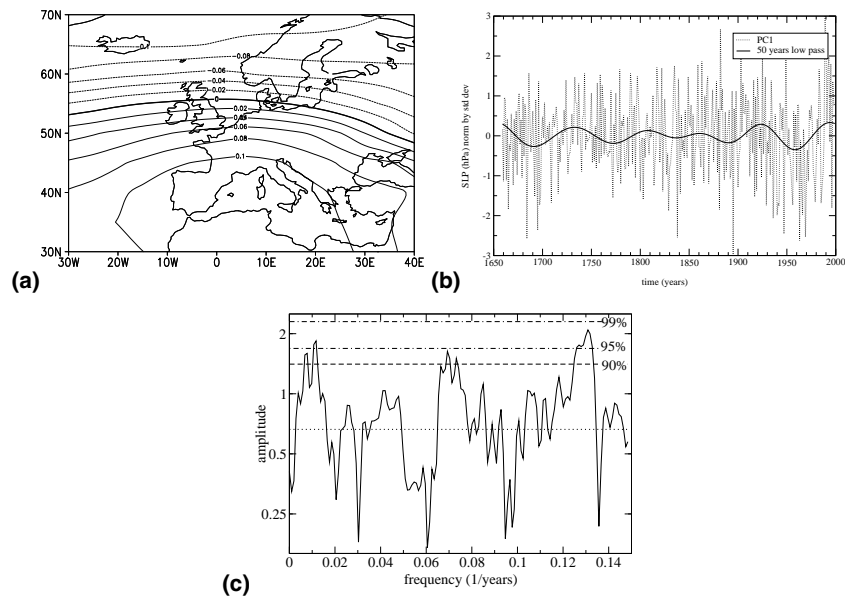 70N
60N
50N
40N
30N
30W 20W 10W 0 10E 20E 30E 40E
-0.1
-0.08
-0.06
-0.04
-0.02
0
0.02
0.06
0.08
0.1
(a)
SLP (hPa) norm by std dev
3
2
1
0
-1
-2
-3
1650 1700 1750 1800 1850 1900 1950 2000
time (years)
PC1
50 years low pass
(b)
amplitude
2
1
0.5
0.25
99%
95%
90%
0 0.02 0.04 0.06 0.08 0.1 0.12 0.14
frequency (1/years)
(c)